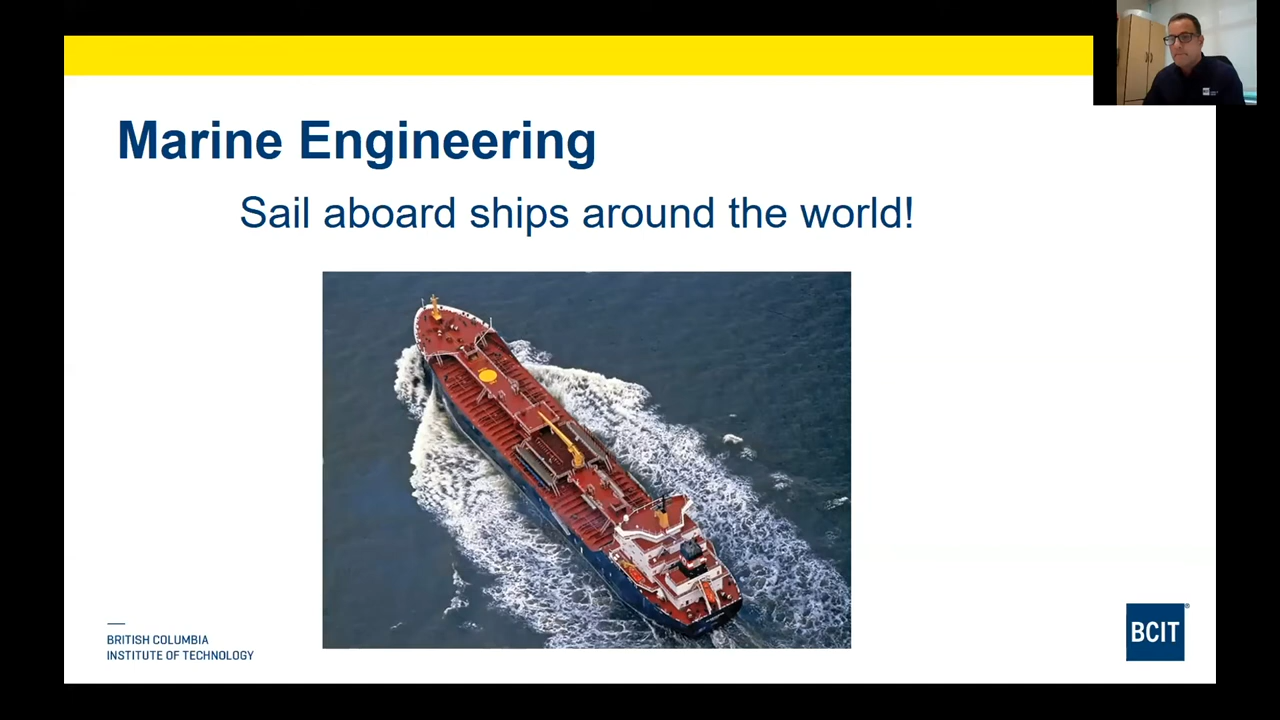 Marine Engineering
Sail aboard ships around the world!
BRITISH COLUMBIA
INSTITUTE OF TECHNOLOGY
BCIT®